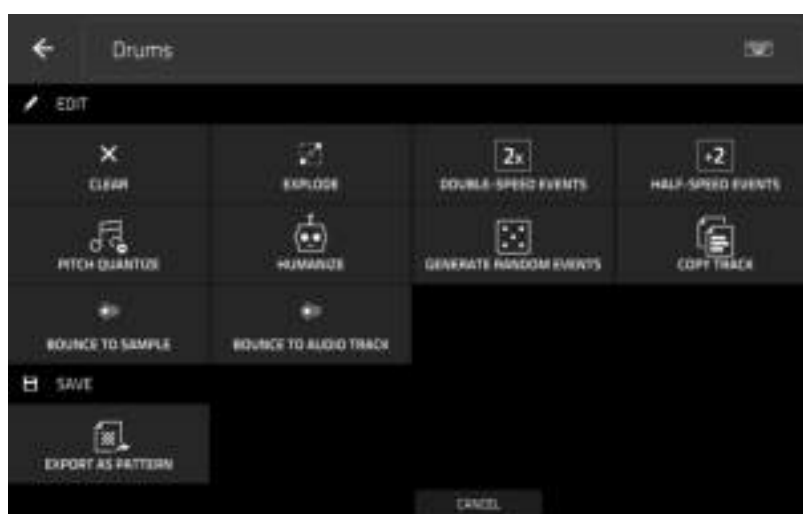 Drums
EDIT
CLEAR
EXPLODE
2x
DOUBLE-SPEED EVENTS
÷2
HALF-SPEED EVENTS
PITCH QUANTIZE
HUMANIZE
GENERATE RANDOM EVENTS
COPY TRACK
BOUNCE TO SAMPLE
BOUNCE TO AUDIO TRACK
SAVE
EXPORT AS PATTERN
CANCEL